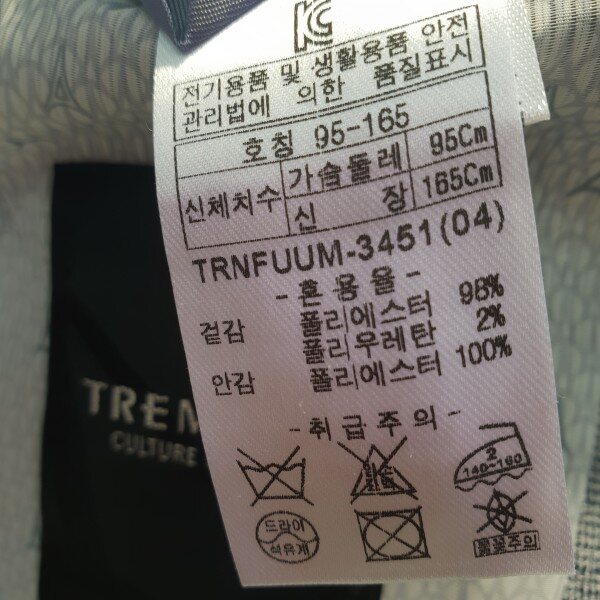 KC
전기용품 및 생활용품 안전
관리법에 의한 품질표시
호칭 95-165
신체치수 가슴둘레 95Cm
신장 165Cm
TRNFUUM-3451(04)
- 혼용율 -
겉감 폴리에스터 98%
폴리우레탄 2%
안감 폴리에스터 100%
- 취급주의 -
2
140~160
드라이
석유계
불꽃주의
TREM
CULTURE